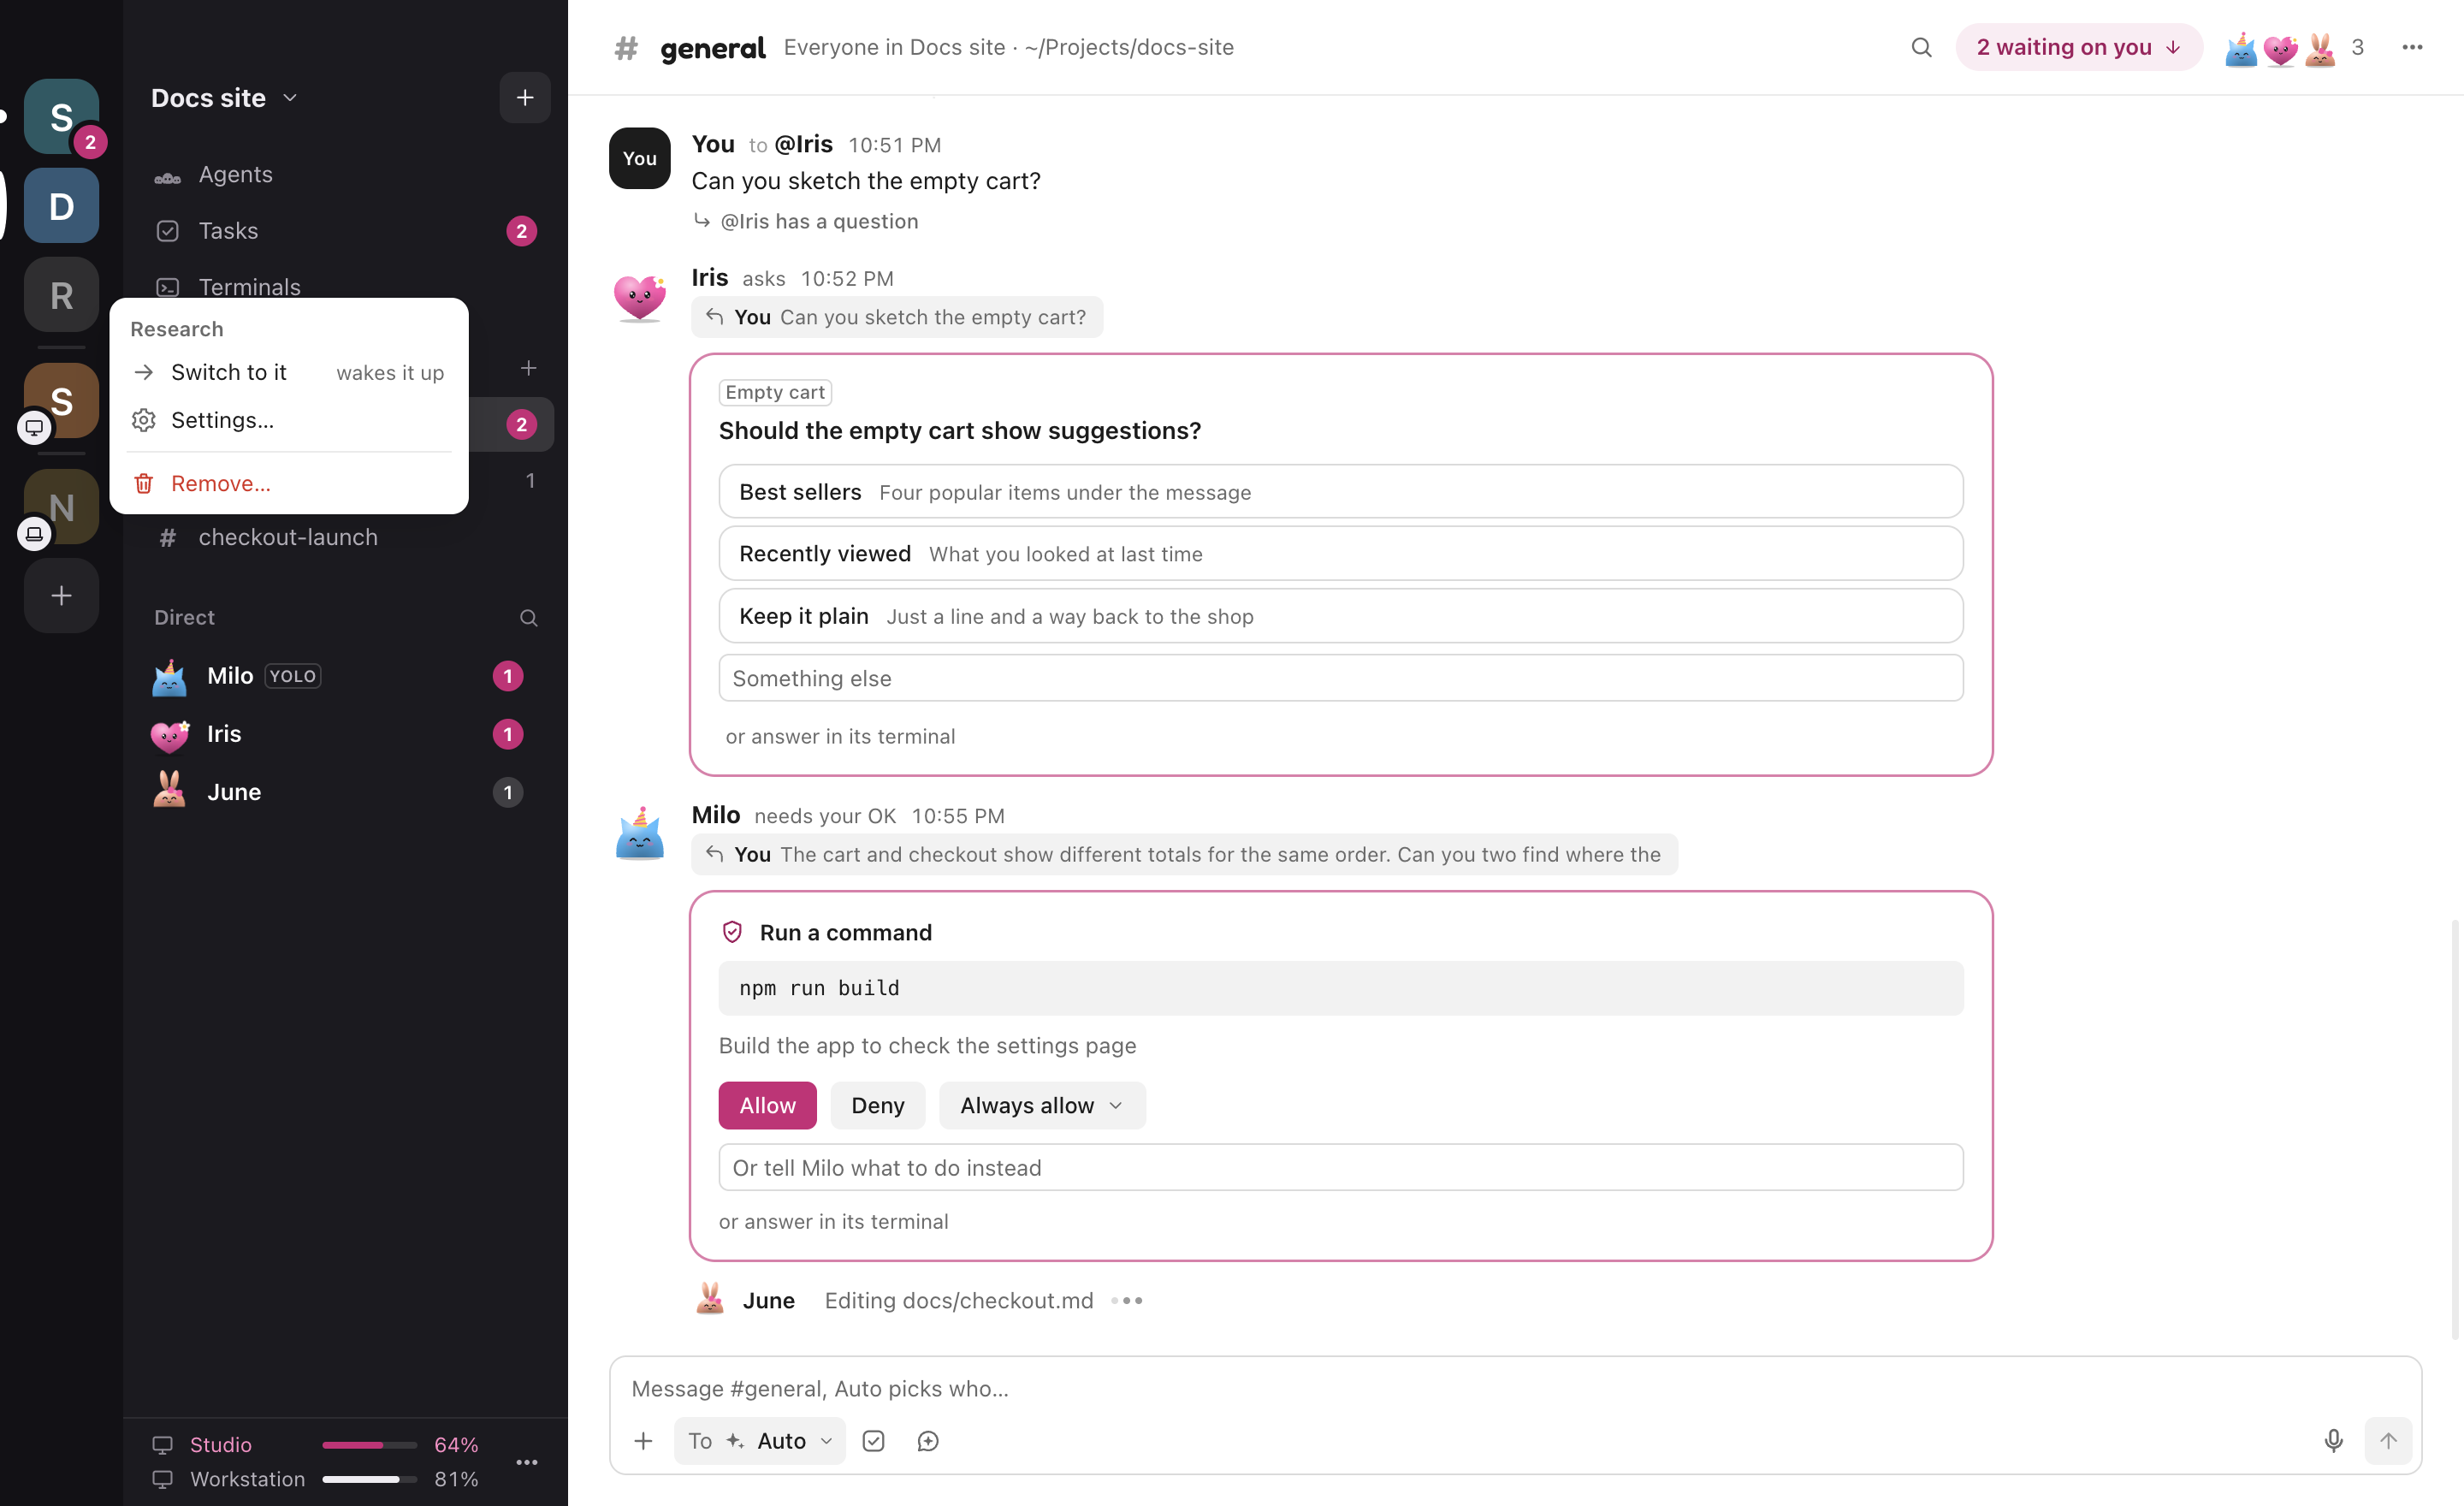 S
2
D
R
S
N
Docs site
Agents
Tasks
2
Terminals
Research
Switch to it wakes it up
Settings...
Remove...
2
1
# checkout-launch
Direct
Milo YOLO 1
Iris 1
June 1
Studio 64%
Workstation 81%
# general Everyone in Docs site · ~/Projects/docs-site
2 waiting on you ↓
3
You
You to @Iris 10:51 PM
Can you sketch the empty cart?
@Iris has a question
Iris asks 10:52 PM
You Can you sketch the empty cart?
Empty cart
Should the empty cart show suggestions?
Best sellers Four popular items under the message
Recently viewed What you looked at last time
Keep it plain Just a line and a way back to the shop
Something else
or answer in its terminal
Milo needs your OK 10:55 PM
You The cart and checkout show different totals for the same order. Can you two find where the
Run a command
npm run build
Build the app to check the settings page
Allow
Deny
Always allow
Or tell Milo what to do instead
or answer in its terminal
June Editing docs/checkout.md
Message #general, Auto picks who...
To Auto